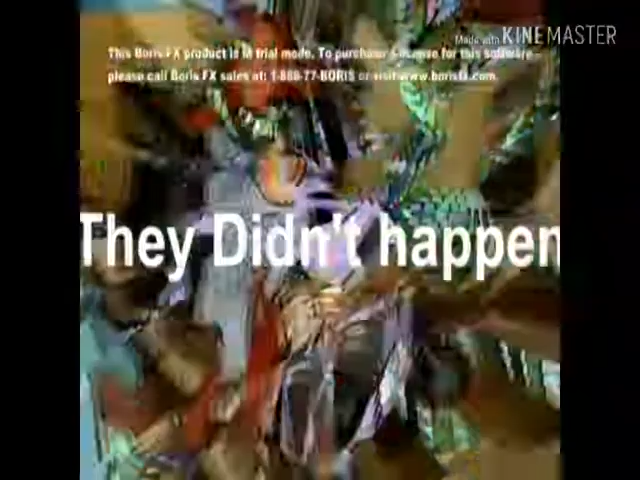 Made with KINEMASTER
This Boris FX product is in trial mode. To purchase a license for this software
please call Boris FX sales at: 1-888-77-BORIS or visit www.borisfx.com.
They Didn't happen